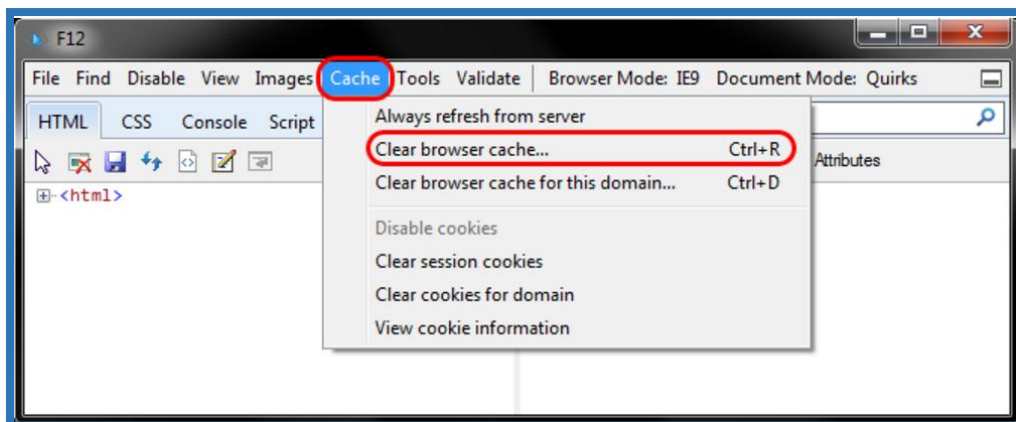 F12
File Find Disable View Images Cache Tools Validate Browser Mode: IE9 Document Mode: Quirks
HTML CSS Console Script
Always refresh from server
Clear browser cache... Ctrl+R
Attributes
Clear browser cache for this domain... Ctrl+D
<html>
Disable cookies
Clear session cookies
Clear cookies for domain
View cookie information